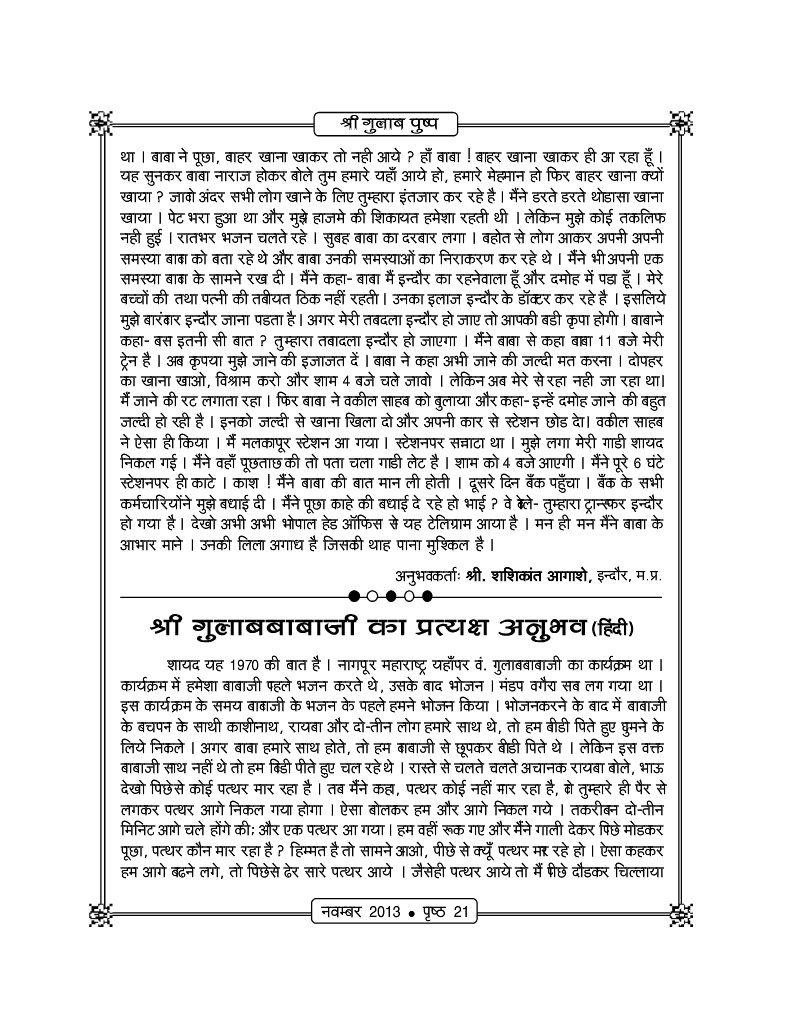 श्री गुलाब पुष्प
था । बाबा ने पूछा, बाहर खाना खाकर तो नही आये ? हाँ बाबा ! बाहर खाना खाकर ही आ रहा हूँ ।
यह सुनकर बाबा नाराज होकर बोले तुम हमारे यहाँ आये हो, हमारे मेहमान हो फिर बाहर खाना क्यों
खाया ? जावो अंदर सभी लोग खाने के लिए तुम्हारा इंतजार कर रहे है । मैंने डरते डरते थोडासा खाना
खाया । पेट भरा हुआ था और मुझे हाजमे की शिकायत हमेशा रहती थी । लेकिन मुझे कोई तकलिफ
नही हुई । रातभर भजन चलते रहे । सुबह बाबा का दरबार लगा । बहोत से लोग आकर अपनी अपनी
समस्या बाबा को बता रहे थे और बाबा उनकी समस्याओं का निराकरण कर रहे थे । मैंने भी अपनी एक
समस्या बाबा के सामने रख दी । मैंने कहा- बाबा मैं इन्दौर का रहनेवाला हूँ और दमोह में पडा हूँ । मेरे
बच्चों की तथा पत्नी की तबीयत ठिक नहीं रहती । उनका इलाज इन्दौर के डॉक्टर कर रहे है । इसलिये
मुझे बारंबार इन्दौर जाना पडता है । अगर मेरी तबदला इन्दौर हो जाए तो आपकी बडी कृपा होगी । बाबाने
कहा- बस इतनी सी बात ? तुम्हारा तबादला इन्दौर हो जाएगा । मैंने बाबा से कहा बाबा 11 बजे मेरी
ट्रेन है । अब कृपया मुझे जाने की इजाजत दें । बाबा ने कहा अभी जाने की जल्दी मत करना । दोपहर
का खाना खाओ, विश्राम करो और शाम 4 बजे चले जावो । लेकिन अब मेरे से रहा नही जा रहा था।
मैं जाने की रट लगाता रहा । फिर बाबा ने वकील साहब को बुलाया और कहा- इन्हें दमोह जाने की बहुत
जल्दी हो रही है । इनको जल्दी से खाना खिला दो और अपनी कार से स्टेशन छोड देा। वकील साहब
ने ऐसा ही किया । मैं मलकापूर स्टेशन आ गया । स्टेशनपर सन्नाटा था । मुझे लगा मेरी गाडी शायद
निकल गई । मैंने वहाँ पूछताछ की तो पता चला गाडी लेट है । शाम को 4 बजे आएगी । मैंने पूरे 6 घंटे
स्टेशनपर ही काटे । काश ! मैंने बाबा की बात मान ली होती । दूसरे दिन बँक पहुँचा । बँक के सभी
कर्मचारियोंने मुझे बधाई दी । मैंने पूछा काहे की बधाई दे रहे हो भाई ? वे बोले- तुम्हारा ट्रान्सफर इन्दौर
हो गया है । देखो अभी अभी भोपाल हेड ऑफिस से यह टेलिग्राम आया है । मन ही मन मैंने बाबा के
आभार माने । उनकी लिला अगाध है जिसकी थाह पाना मुश्किल है ।
अनुभवकर्ताः श्री. शशिकांत आगाशे, इन्दौर, म.प्र.
श्री गुलाबबाबाजी का प्रत्यक्ष अनुभव (हिंदी)
शायद यह 1970 की बात है । नागपूर महाराष्ट्र यहाँपर वं. गुलाबबाबाजी का कार्यक्रम था ।
कार्यक्रम में हमेशा बाबाजी पहले भजन करते थे, उसके बाद भोजन । मंडप वगैरा सब लग गया था ।
इस कार्यक्रम के समय बाबाजी के भजन के पहले हमने भोजन किया । भोजनकरने के बाद में बाबाजी
के बचपन के साथी काशीनाथ, रायबा और दो-तीन लोग हमारे साथ थे, तो हम बीडी पिते हुए घुमने के
लिये निकले । अगर बाबा हमारे साथ होते, तो हम बाबाजी से छूपकर बीडी पिते थे । लेकिन इस वक्त
बाबाजी साथ नहीं थे तो हम बिडी पीते हुए चल रहे थे । रास्ते से चलते चलते अचानक रायबा बोले, भाऊ
देखो पिछेसे कोई पत्थर मार रहा है । तब मैंने कहा, पत्थर कोई नहीं मार रहा है, वो तुम्हारे ही पैर से
लगकर पत्थर आगे निकल गया होगा । ऐसा बोलकर हम और आगे निकल गये । तकरीबन दो-तीन
मिनिट आगे चले होंगे की; और एक पत्थर आ गया । हम वहीं रूक गए और मैंने गाली देकर पिछे मोडकर
पूछा, पत्थर कौन मार रहा है ? हिम्मत है तो सामने आओ, पीछे से क्यूँ पत्थर मार रहे हो । ऐसा कहकर
हम आगे बढने लगे, तो पिछेसे ढेर सारे पत्थर आये । जैसेही पत्थर आये तो मैं पीछे दौडकर चिल्लाया
नवम्बर 2013 ● पृष्ठ 21